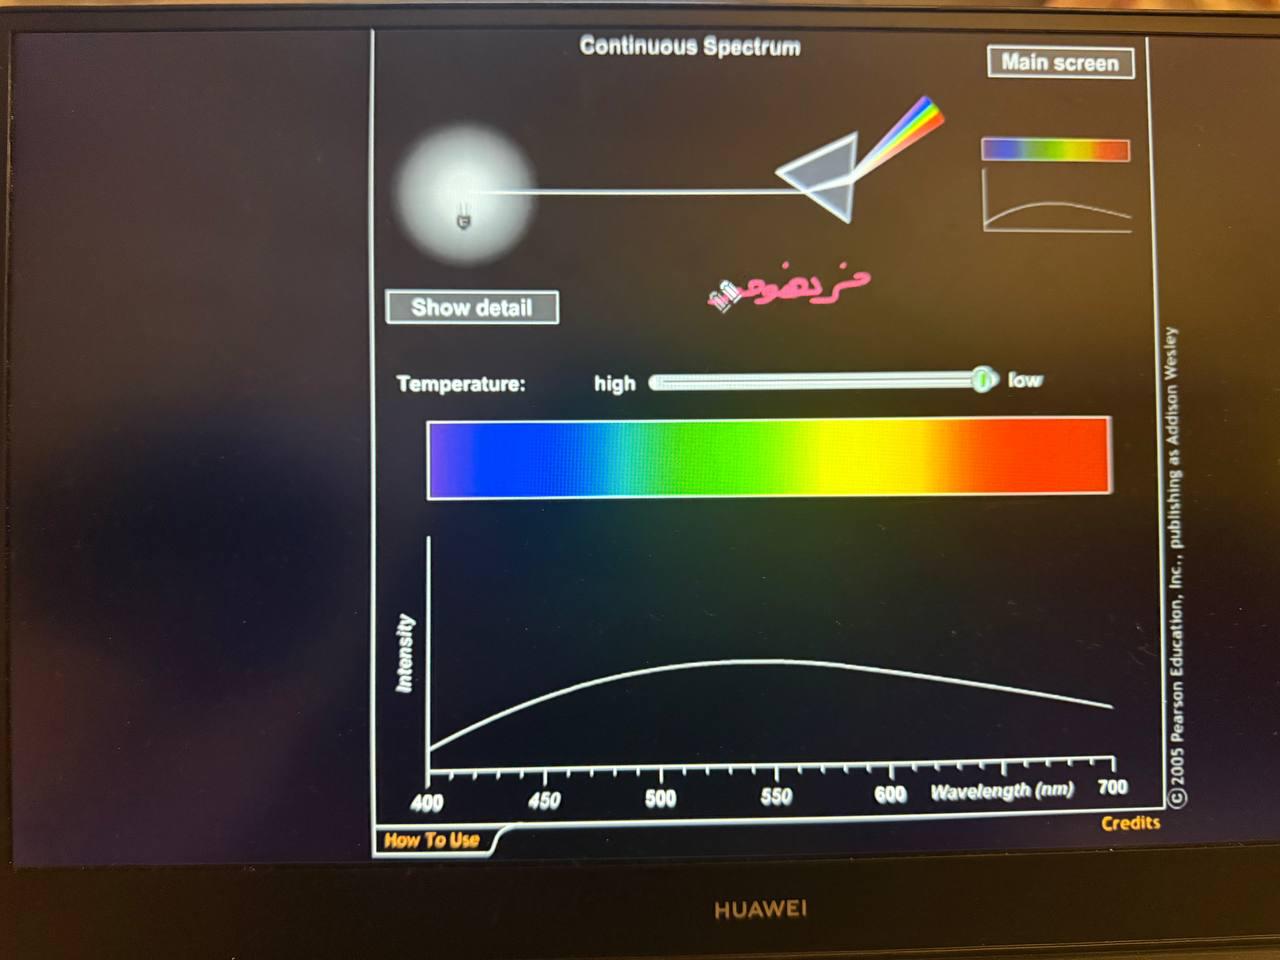 Continuous Spectrum
Main screen
Show detail
Temperature:
high
low
Intensity
400
450
500
550
600
Wavelength (nm)
700
How To Use
Credits
© 2005 Pearson Education, Inc., publishing as Addison Wesley
HUAWEI